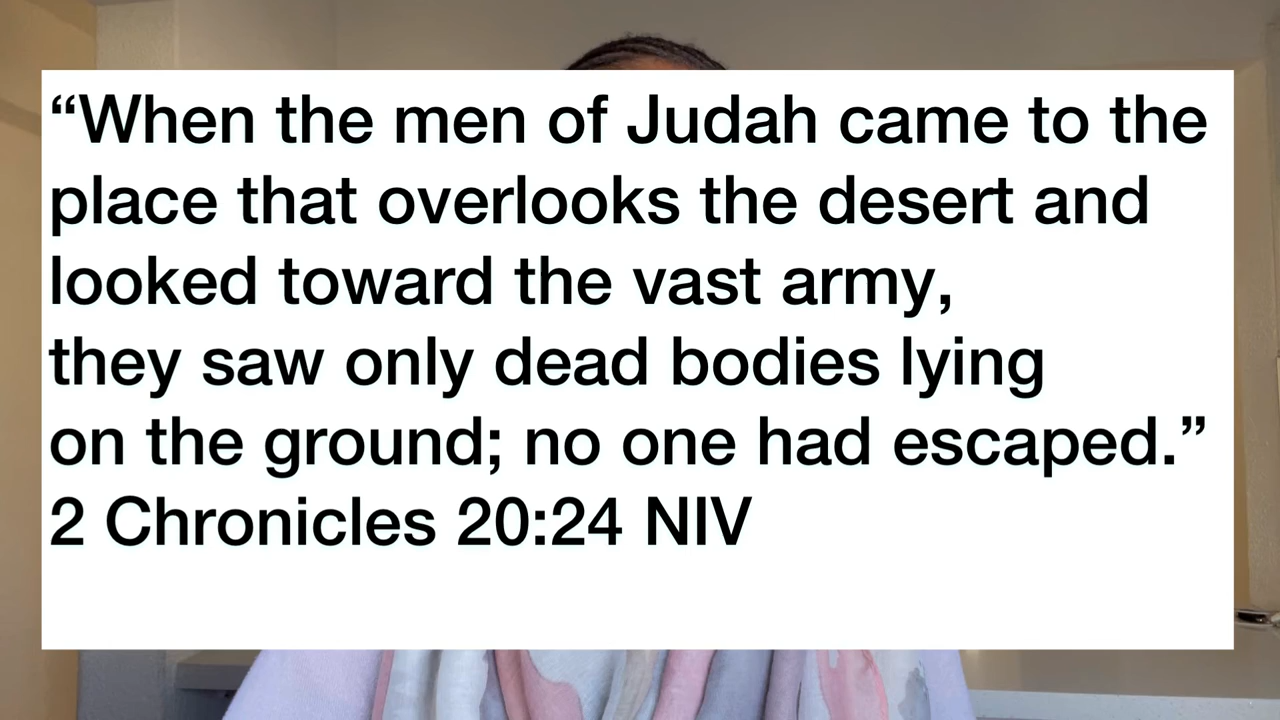 “When the men of Judah came to the
place that overlooks the desert and
looked toward the vast army,
they saw only dead bodies lying
on the ground; no one had escaped.”
2 Chronicles 20:24 NIV